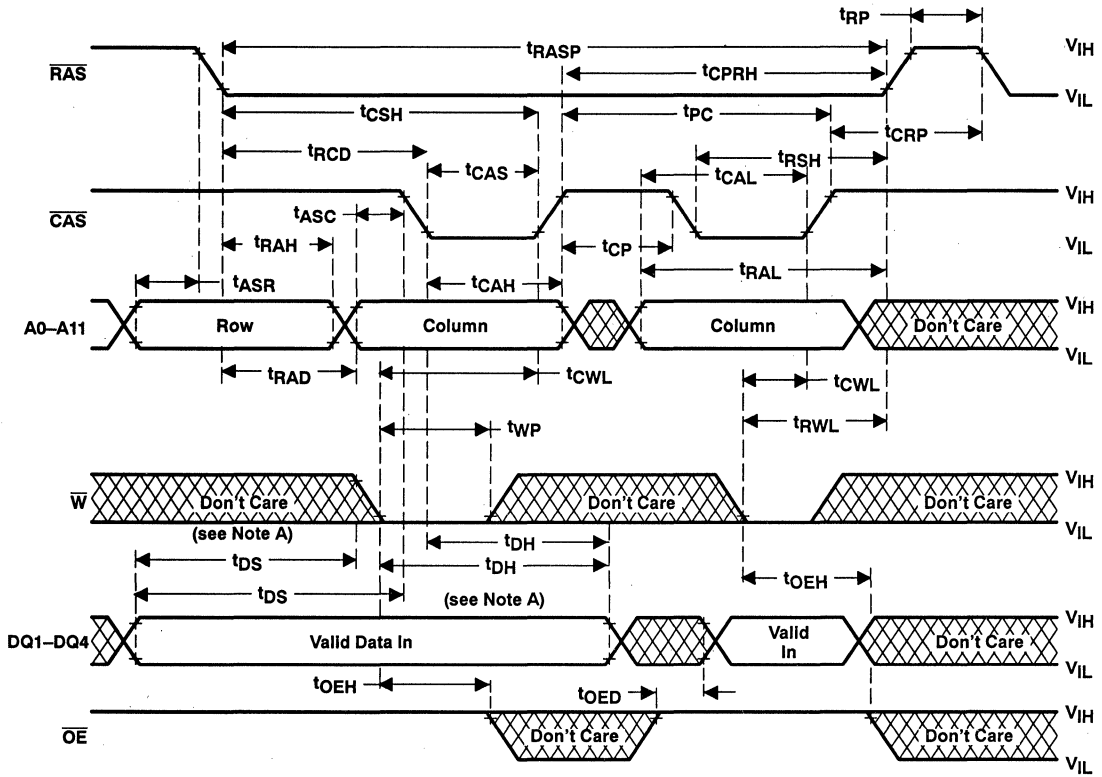 tRP
tRASP
VIH
RAS
tCPRH
VIL
tCSH
tPC
tCRP
tRCD
tRSH
tCAS
tCAL
VIH
CAS
tASC
VIL
tRAH
tCP
tRAL
tASR
tCAH
VIH
A0–A11
Row
Column
Column
Don't Care
VIL
tRAD
tCWL
tCWL
tWP
tRWL
VIH
W
Don't Care
Don't Care
Don't Care
VIL
(see Note A)
tDH
tDS
tDH
tOEH
tDS
(see Note A)
VIH
DQ1–DQ4
Valid Data In
Valid
In
Don't Care
VIL
tOEH
tOED
VIH
OE
Don't Care
Don't Care
VIL